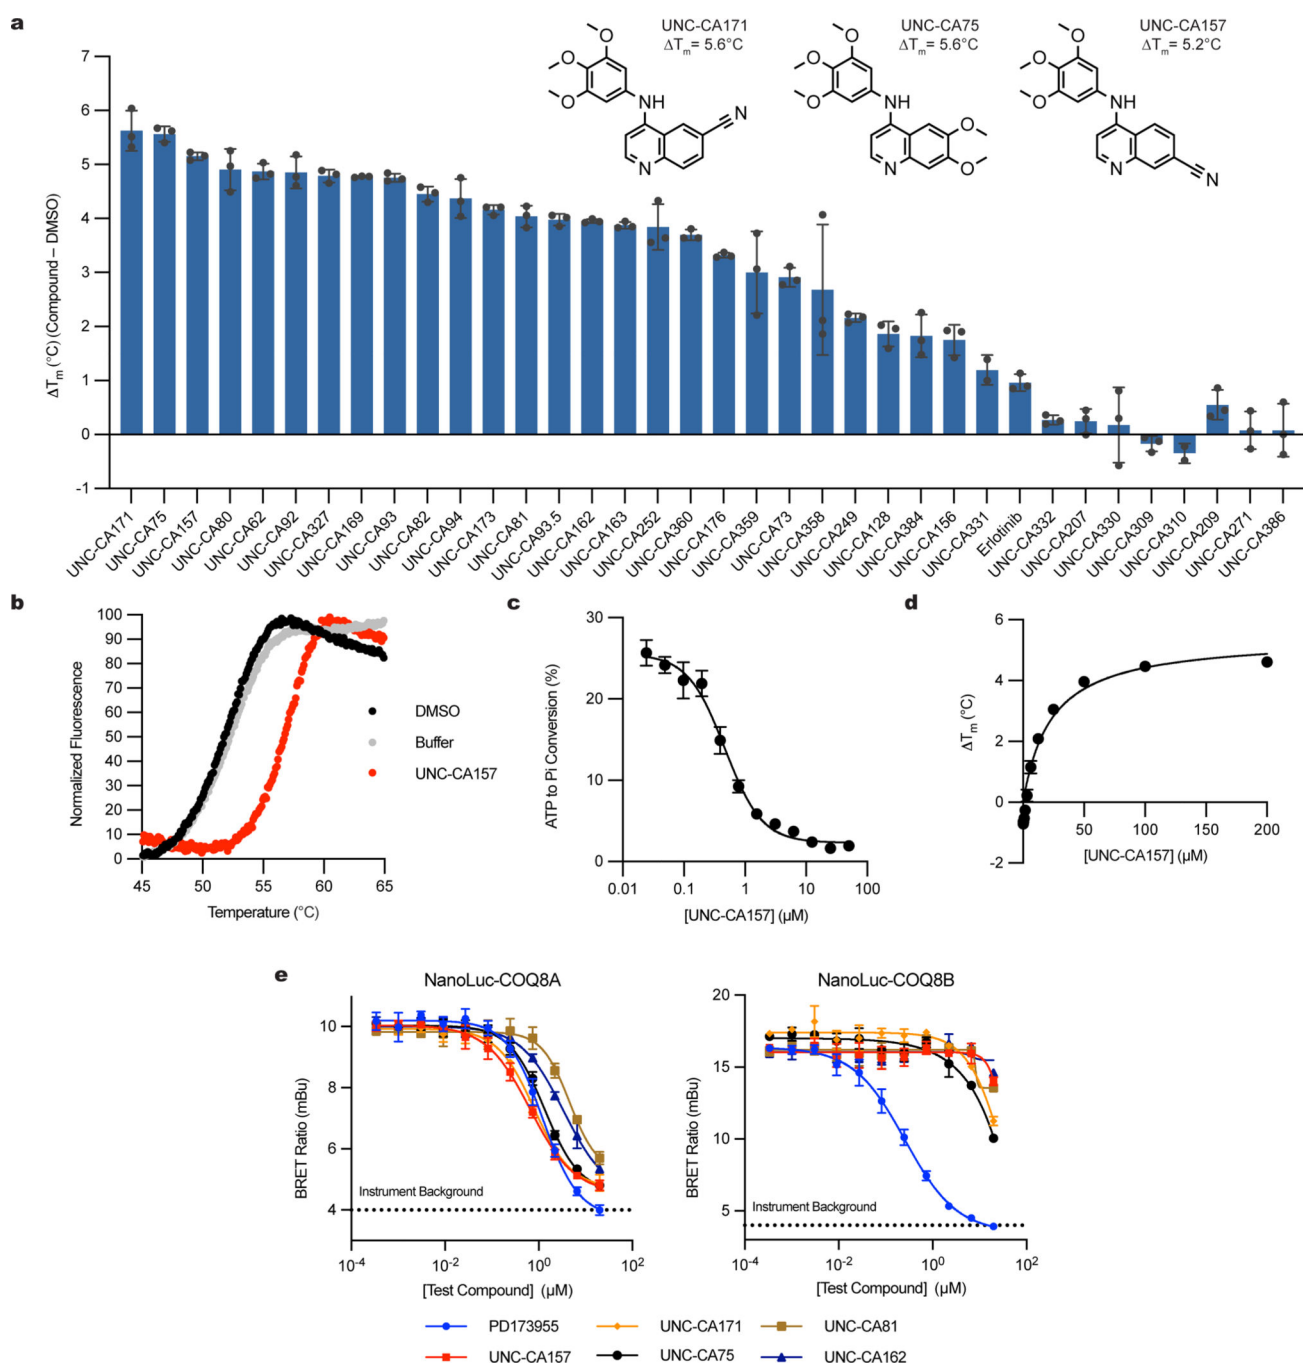 a
UNC-CA171
ΔTm= 5.6°C
UNC-CA75
ΔTm= 5.6°C
UNC-CA157
ΔTm= 5.2°C
O
O
O
NH
N
N
O
O
O
NH
O
O
N
O
O
O
NH
N
N
ΔTm (°C) (Compound – DMSO)
7
6
5
4
3
2
1
0
-1
UNC-CA171
UNC-CA75
UNC-CA157
UNC-CA80
UNC-CA62
UNC-CA92
UNC-CA327
UNC-CA169
UNC-CA93
UNC-CA82
UNC-CA94
UNC-CA173
UNC-CA81
UNC-CA93.5
UNC-CA162
UNC-CA163
UNC-CA252
UNC-CA360
UNC-CA176
UNC-CA359
UNC-CA73
UNC-CA358
UNC-CA249
UNC-CA128
UNC-CA384
UNC-CA156
UNC-CA331
Erlotinib
UNC-CA332
UNC-CA207
UNC-CA330
UNC-CA309
UNC-CA310
UNC-CA209
UNC-CA271
UNC-CA386
b
Normalized Fluorescence
100
90
80
70
60
50
40
30
20
10
0
45 50 55 60 65
Temperature (°C)
DMSO
Buffer
UNC-CA157
c
ATP to Pi Conversion (%)
30
20
10
0
0.01 0.1 1 10 100
[UNC-CA157] (µM)
d
ΔTm (°C)
6
4
2
0
-2
50 100 150 200
[UNC-CA157] (µM)
e
NanoLuc-COQ8A
BRET Ratio (mBu)
10
8
6
4
Instrument Background
10-4 10-2 100 102
[Test Compound] (µM)
NanoLuc-COQ8B
BRET Ratio (mBu)
20
15
10
5
Instrument Background
10-4 10-2 100 102
[Test Compound] (µM)
PD173955 UNC-CA171 UNC-CA81
UNC-CA157 UNC-CA75 UNC-CA162